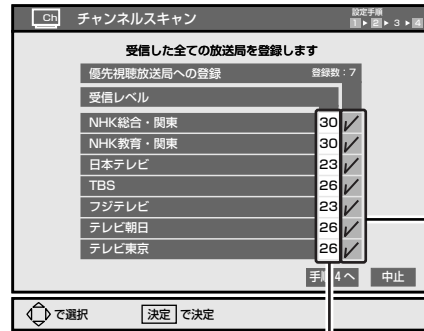 Ch チャンネルスキャン 設定手順
1 ▶ 2 ▶ 3 ▶ 4
受信した全ての放送局を登録します
優先視聴放送局への登録 登録数：7
受信レベル
NHK総合・関東 30 ✓
NHK教育・関東 30 ✓
日本テレビ 23 ✓
TBS 26 ✓
フジテレビ 23 ✓
テレビ朝日 26 ✓
テレビ東京 26 ✓
手順4へ 中止
で選択 決定 で決定